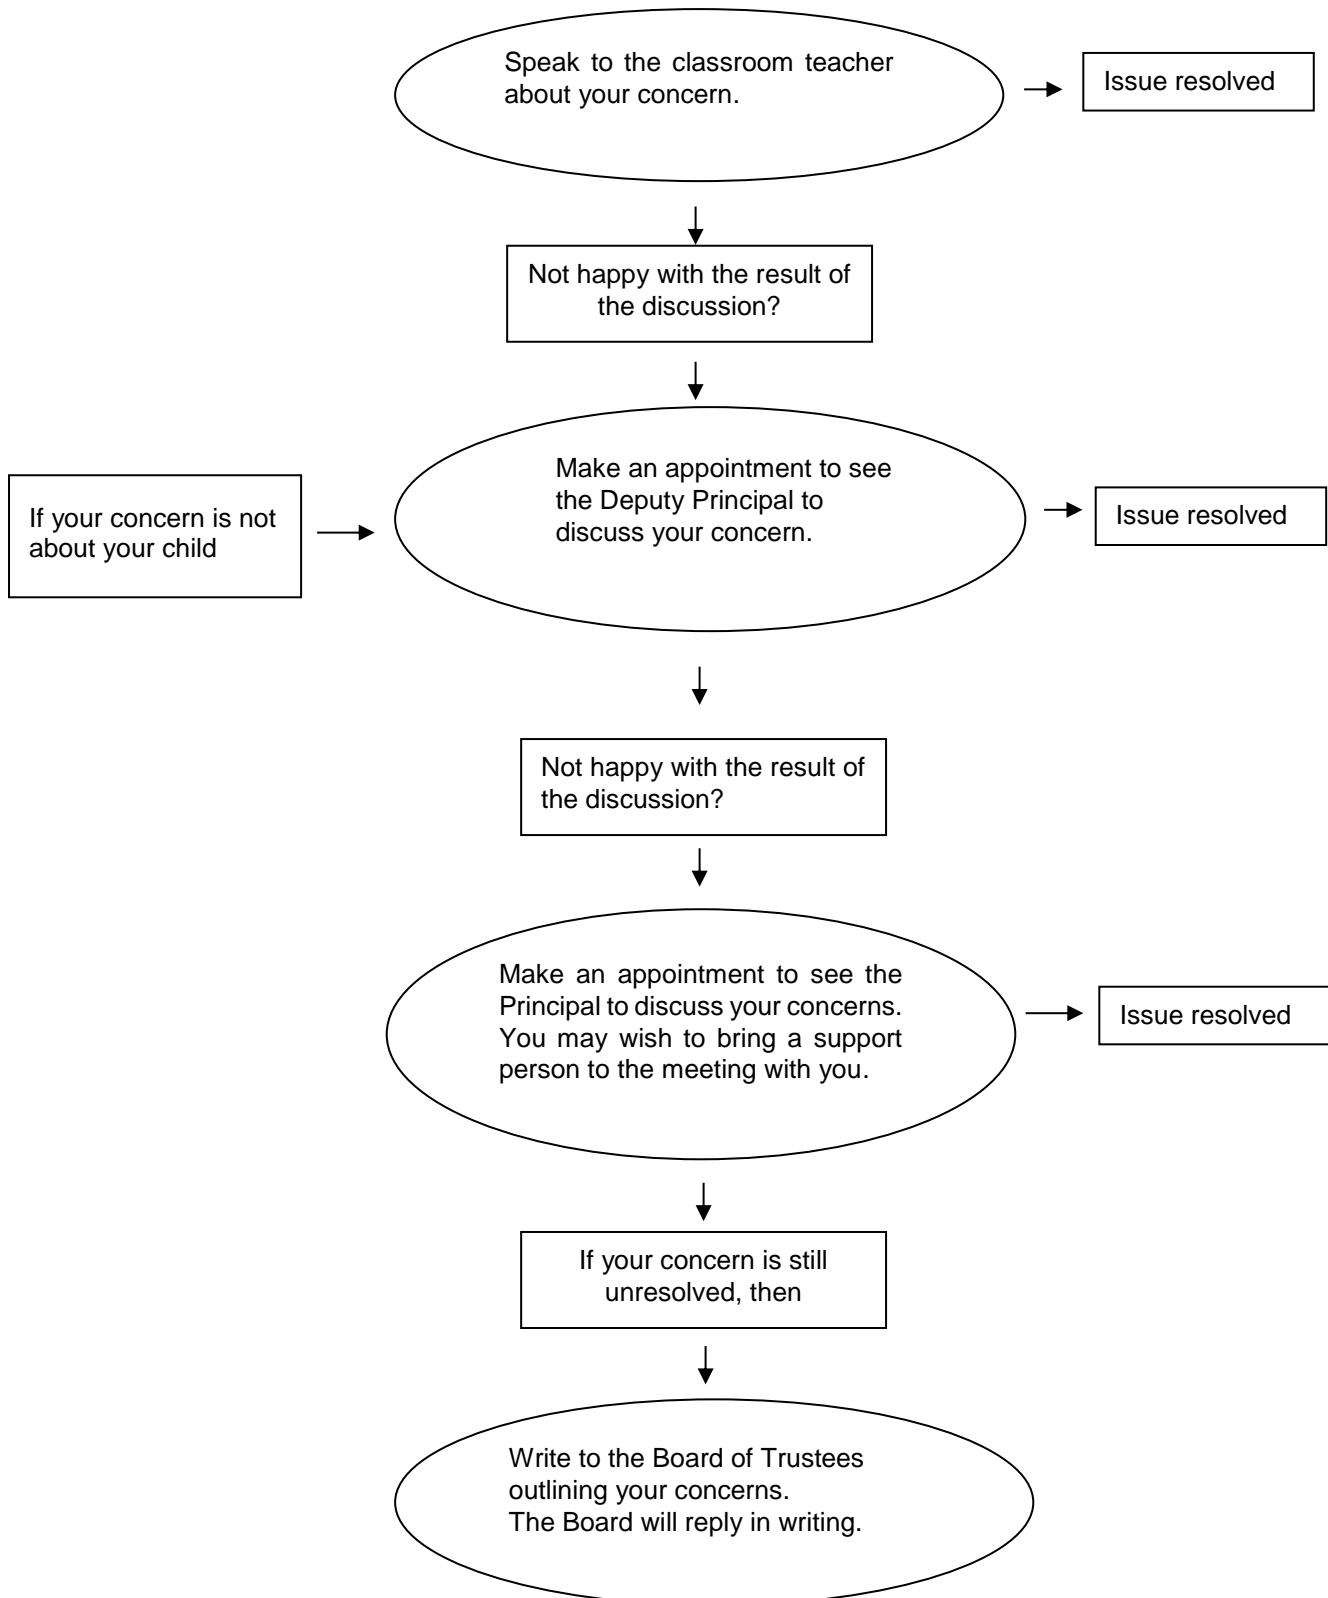 Speak to the classroom teacher
about your concern.
Issue resolved
Not happy with the result of
the discussion?
Make an appointment to see
the Deputy Principal to
discuss your concern.
If your concern is not
about your child
Issue resolved
Not happy with the result of
the discussion?
Make an appointment to see the
Principal to discuss your concerns.
You may wish to bring a support
person to the meeting with you.
Issue resolved
If your concern is still
unresolved, then
Write to the Board of Trustees
outlining your concerns.
The Board will reply in writing.